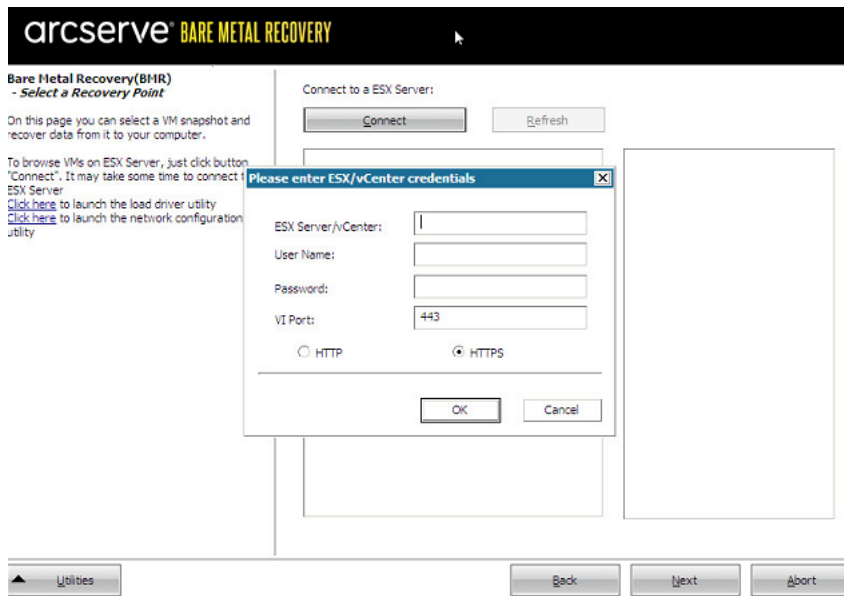 arcserve® BARE METAL RECOVERY
Bare Metal Recovery(BMR)
- Select a Recovery Point
On this page you can select a VM snapshot and
recover data from it to your computer.
To browse VMs on ESX Server, just click button
"Connect". It may take some time to connect t
ESX Server
Click here to launch the load driver utility
Click here to launch the network configuration
utility
Connect to a ESX Server:
Connect
Refresh
Please enter ESX/vCenter credentials
ESX Server/vCenter:
User Name:
Password:
VI Port:
443
HTTP
HTTPS
OK
Cancel
Utilities
Back
Next
Abort